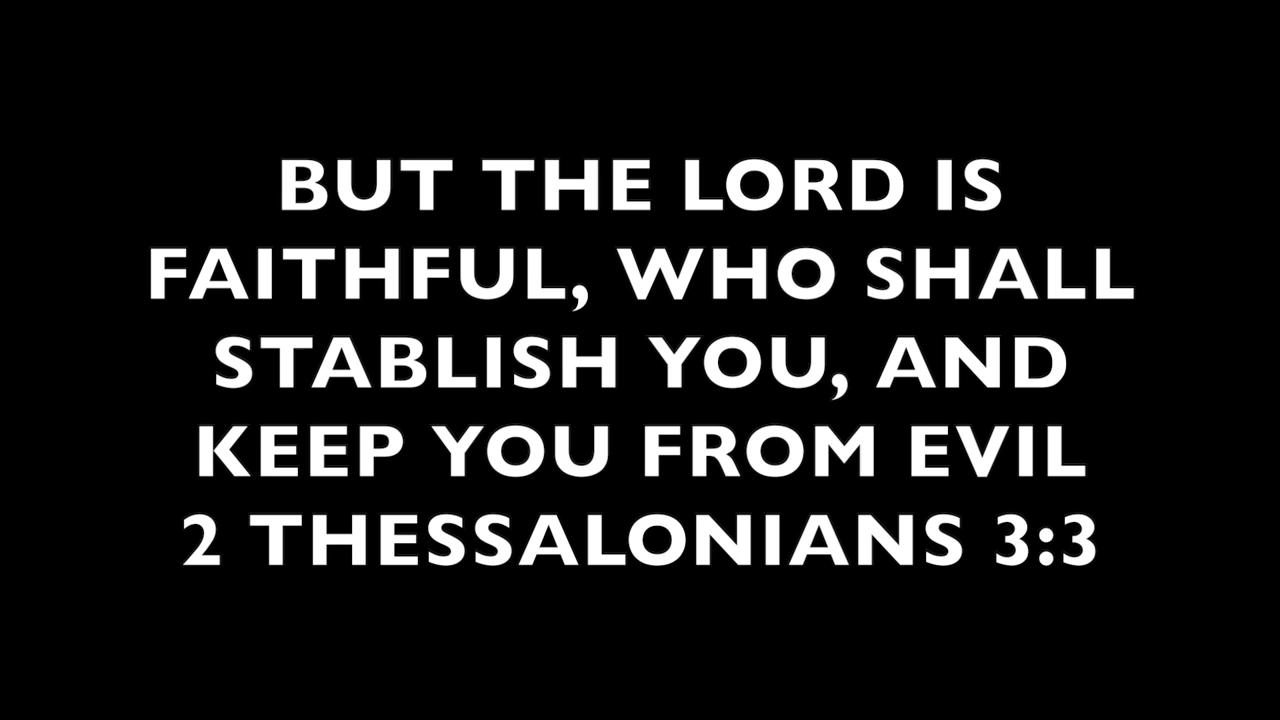 BUT THE LORD IS
FAITHFUL, WHO SHALL
STABLISH YOU, AND
KEEP YOU FROM EVIL
2 THESSALONIANS 3:3